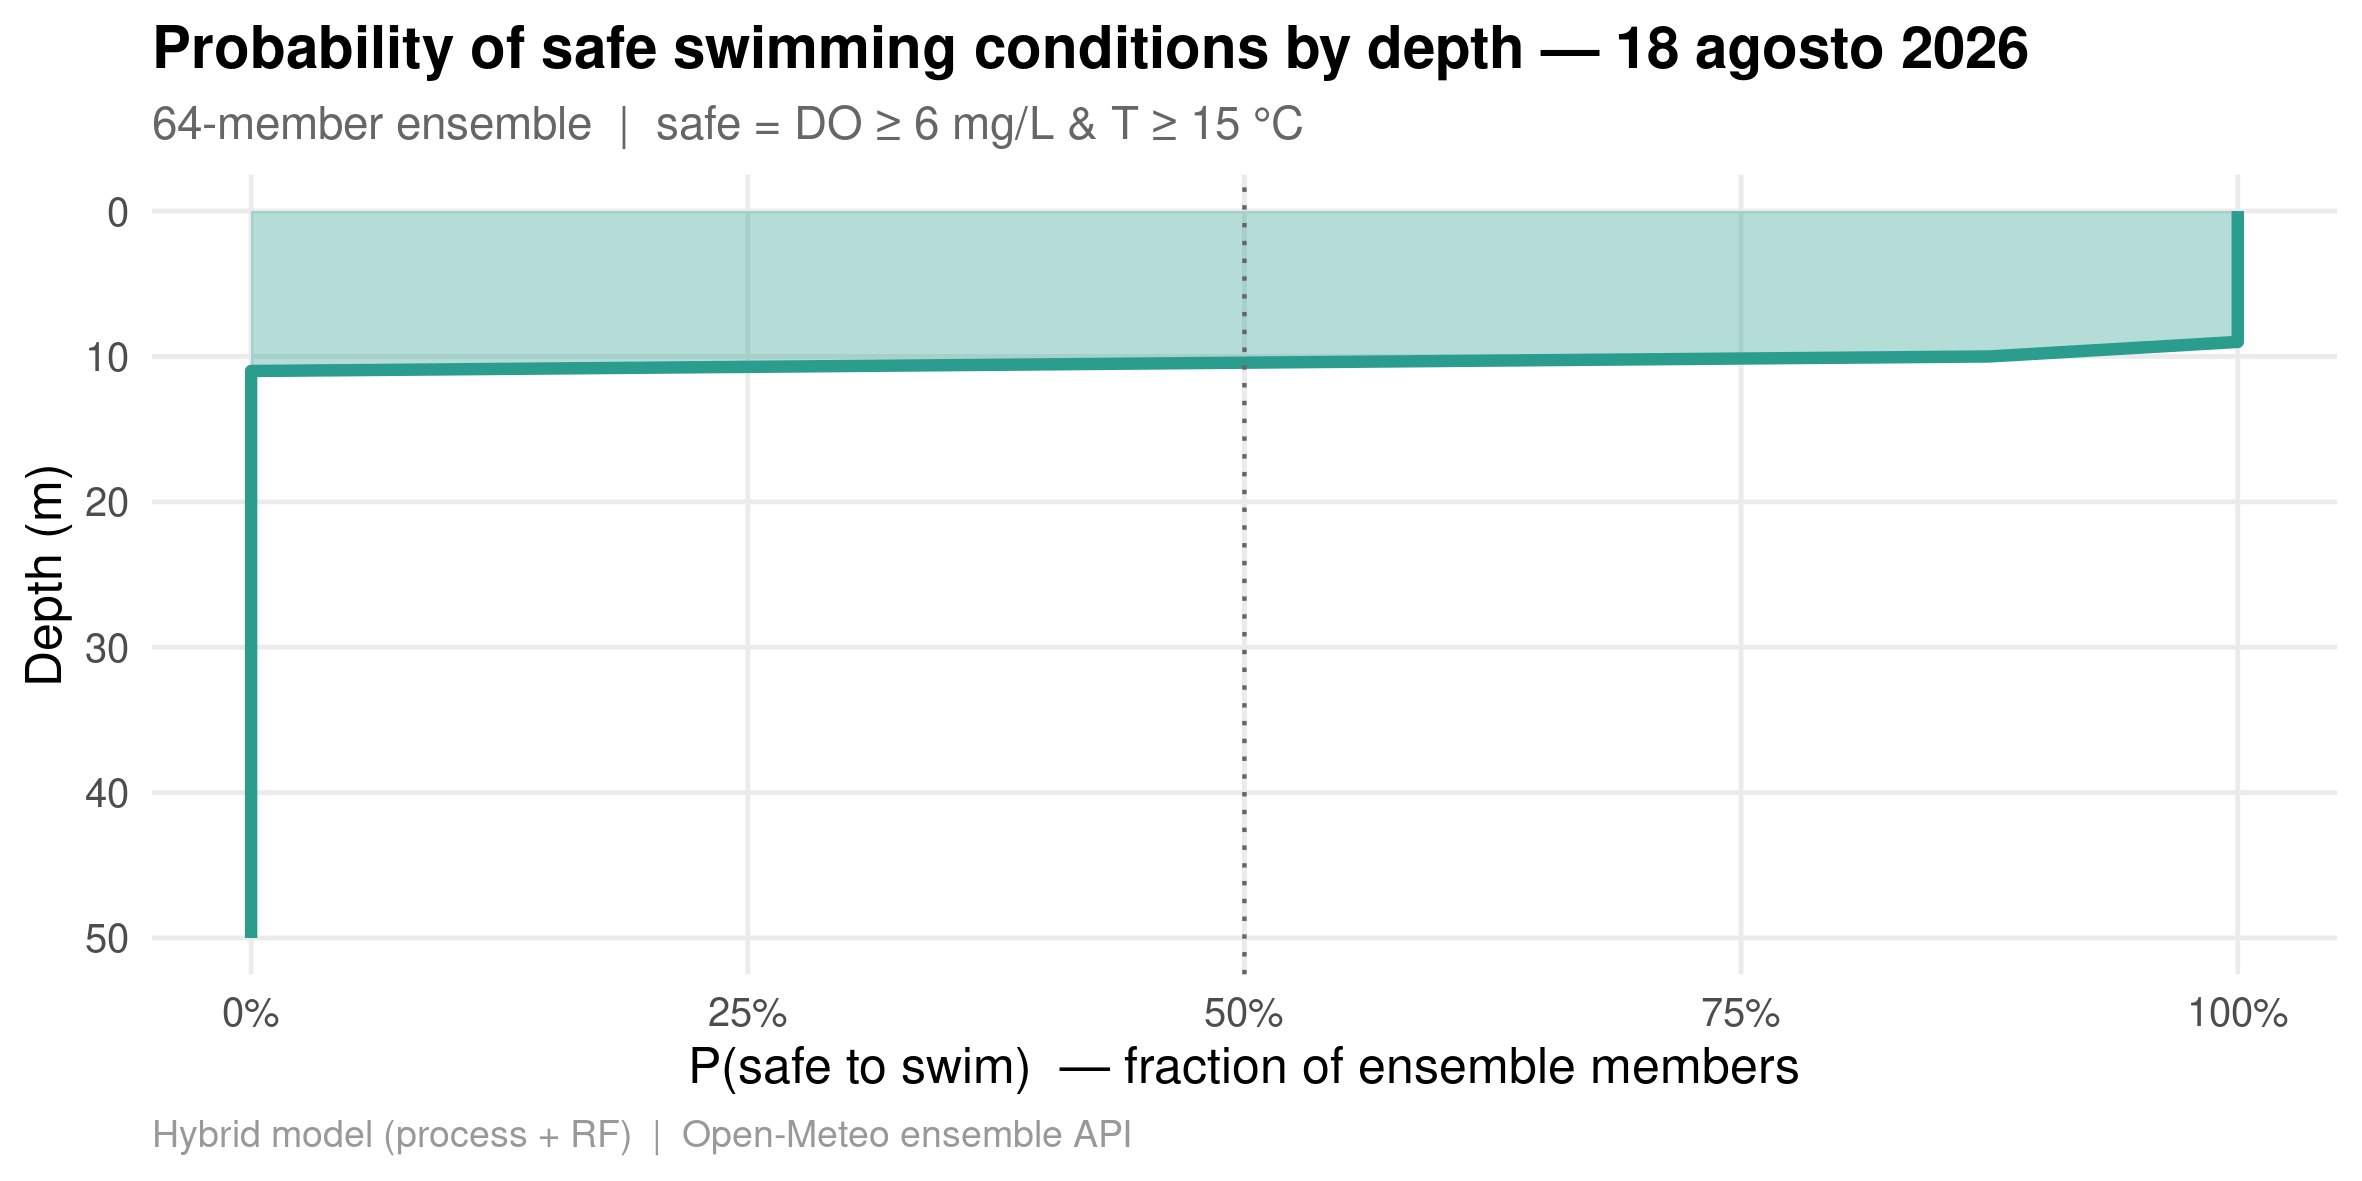 Probability of safe swimming conditions by depth — 18 agosto 2026
64-member ensemble | safe = DO ≥ 6 mg/L & T ≥ 15 °C
0
10
20
30
40
50
Depth (m)
0% 25% 50% 75% 100%
P(safe to swim) — fraction of ensemble members
Hybrid model (process + RF) | Open-Meteo ensemble API